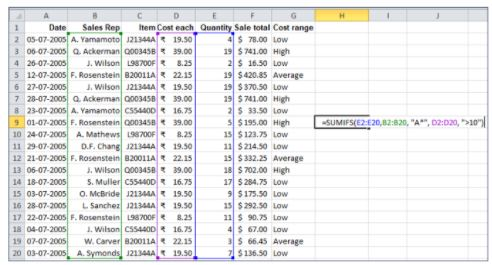 A B C D E F G H I J
1 Date Sales Rep Item Cost each Quantity Sale total Cost range
2 05-07-2005 A. Yamamoto J21344A ₹ 19.50 4 $ 78.00 Low
3 06-07-2005 Q. Ackerman Q00345B ₹ 39.00 19 $ 741.00 High
4 26-07-2005 J. Wilson L98700F ₹ 8.25 2 $ 16.50 Low
5 12-07-2005 F. Rosenstein B20011A ₹ 22.15 19 $ 420.85 Average
6 27-07-2005 J. Wilson J21344A ₹ 19.50 19 $ 370.50 Low
7 28-07-2005 Q. Ackerman Q00345B ₹ 39.00 19 $ 741.00 High
8 23-07-2005 A. Yamamoto C55440D ₹ 16.75 2 $ 33.50 Low
9 01-07-2005 F. Rosenstein Q00345B ₹ 39.00 5 $ 195.00 High =SUMIFS(E2:E20,B2:B20, "A*", D2:D20, ">10")
10 24-07-2005 A. Mathews L98700F ₹ 8.25 15 $ 123.75 Low
11 29-07-2005 D.F. Chang J21344A ₹ 19.50 11 $ 214.50 Low
12 21-07-2005 F. Rosenstein B20011A ₹ 22.15 15 $ 332.25 Average
13 06-07-2005 J. Wilson Q00345B ₹ 39.00 18 $ 702.00 High
14 18-07-2005 S. Muller C55440D ₹ 16.75 17 $ 284.75 Low
15 03-07-2005 O. McBride J21344A ₹ 19.50 9 $ 175.50 Low
16 28-07-2005 L. Sanchez J21344A ₹ 19.50 15 $ 292.50 Low
17 22-07-2005 F. Rosenstein L98700F ₹ 8.25 11 $ 90.75 Low
18 04-07-2005 J. Wilson C55440D ₹ 16.75 4 $ 67.00 Low
19 07-07-2005 W. Carver B20011A ₹ 22.15 3 $ 66.45 Average
20 03-07-2005 A. Symonds J21344A ₹ 19.50 7 $ 136.50 Low